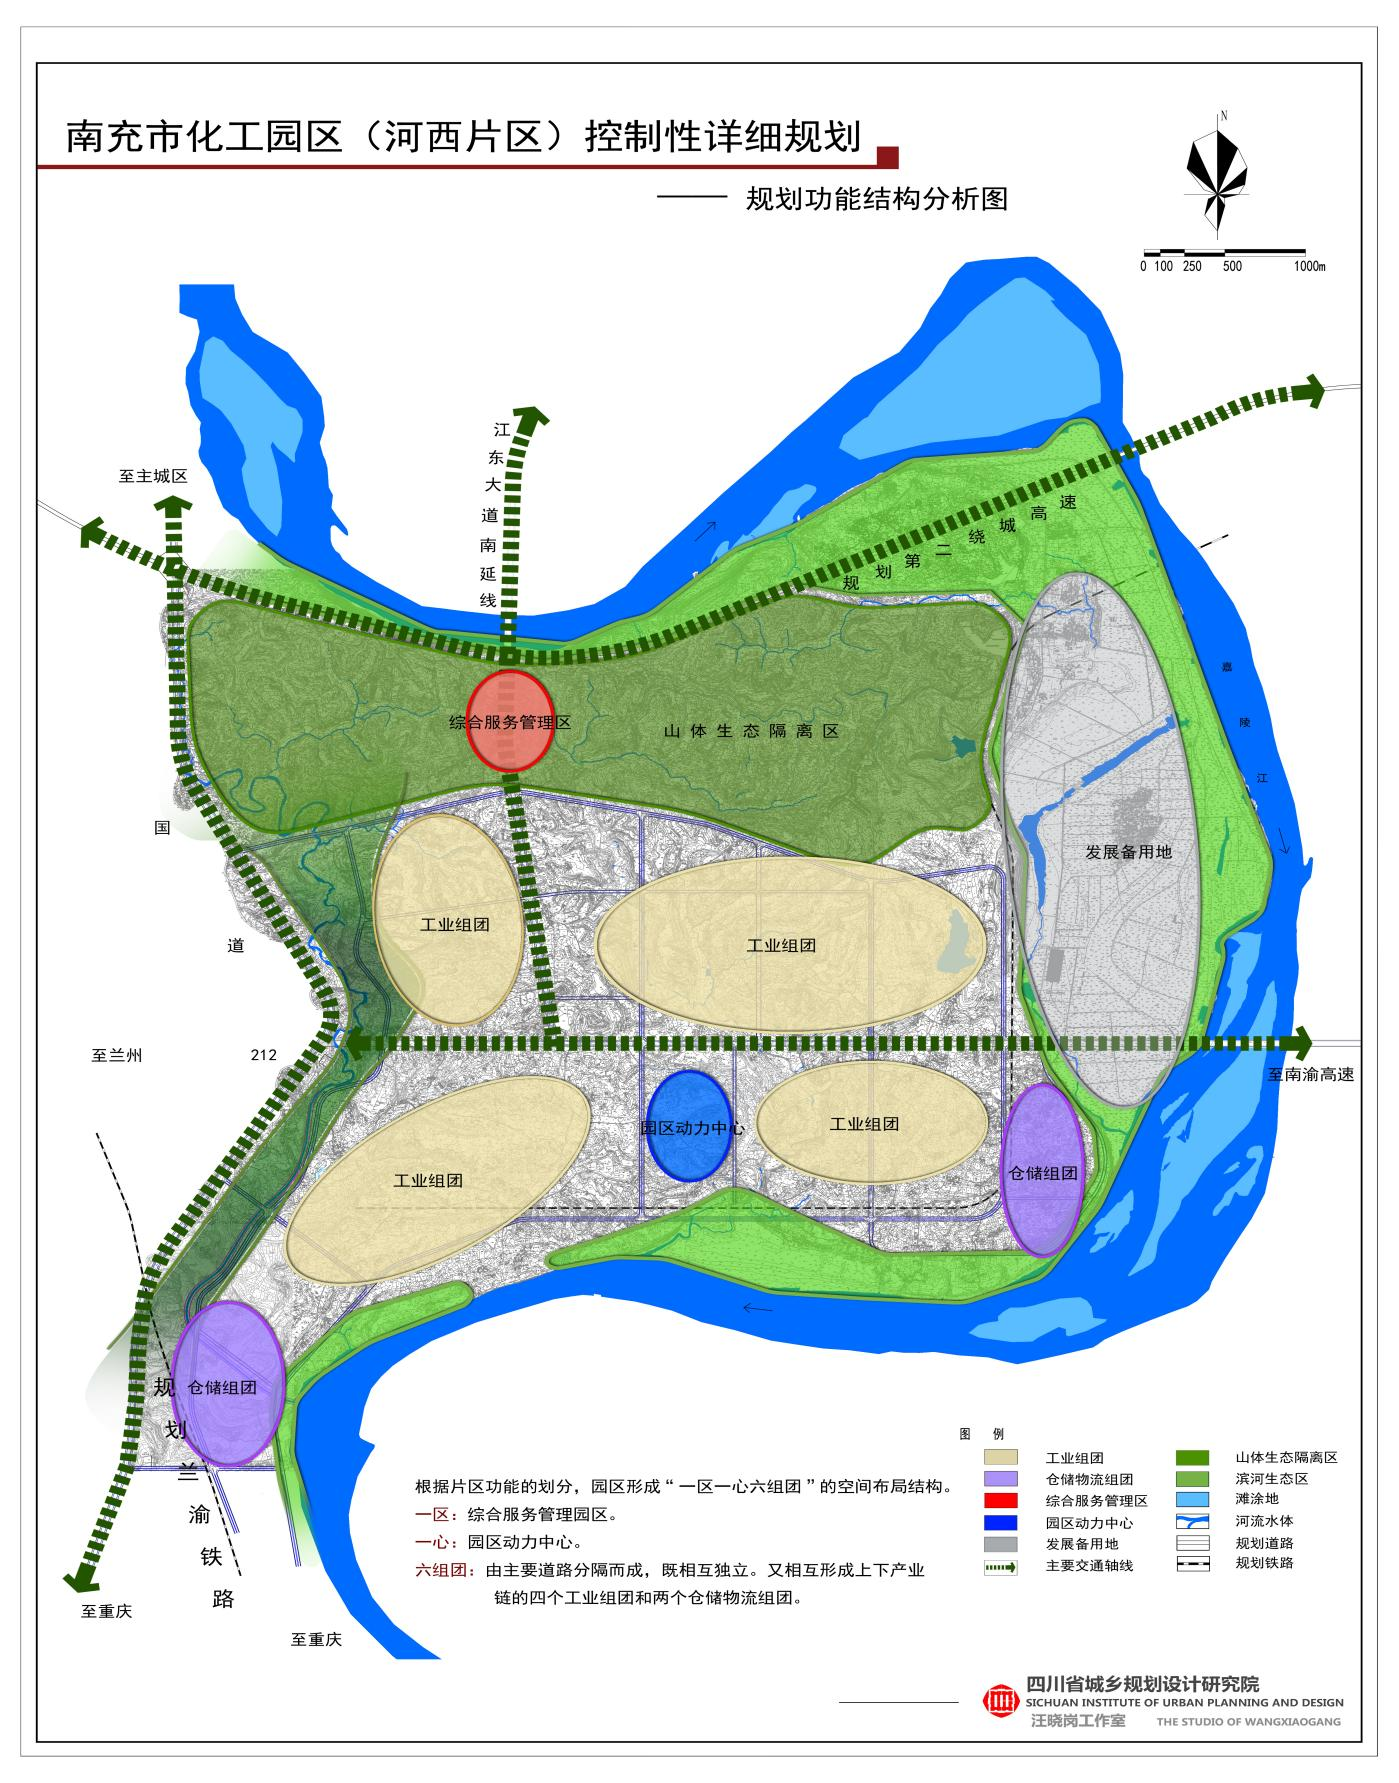 南充市化工园区（河西片区）控制性详细规划
规划功能结构分析图
N
0 100 250 500 1000m
江东大道南延线
至主城区
规划第二绕城高速
嘉陵江
综合服务管理区
山体生态隔离区
国道
发展备用地
工业组团
工业组团
至兰州
212
至南渝高速
园区动力中心
工业组团
工业组团
仓储组团
仓储组团
规划兰渝铁路
至重庆
至重庆
根据片区功能的划分，园区形成“一区一心六组团”的空间布局结构。
一区：综合服务管理园区。
一心：园区动力中心。
六组团：由主要道路分隔而成，既相互独立。又相互形成上下产业
链的四个工业组团和两个仓储物流组团。
图 例
工业组团
仓储物流组团
综合服务管理区
园区动力中心
发展备用地
主要交通轴线
山体生态隔离区
滨河生态区
滩涂地
河流水体
规划道路
规划铁路
四川省城乡规划设计研究院
SICHUAN INSTITUTE OF URBAN PLANNING AND DESIGN
汪晓岗工作室 THE STUDIO OF WANGXIAOGANG